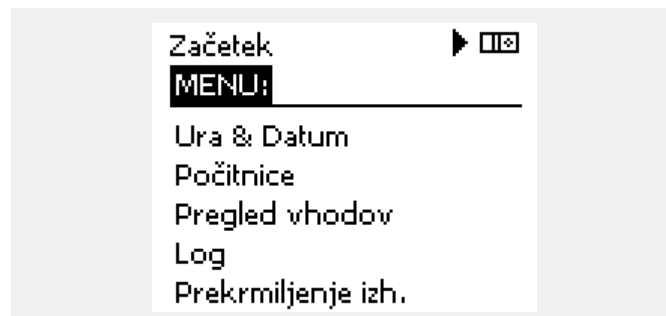 Začetek
MENU:
Ura & Datum
Počitnice
Pregled vhodov
Log
Prekrmiljenje izh.